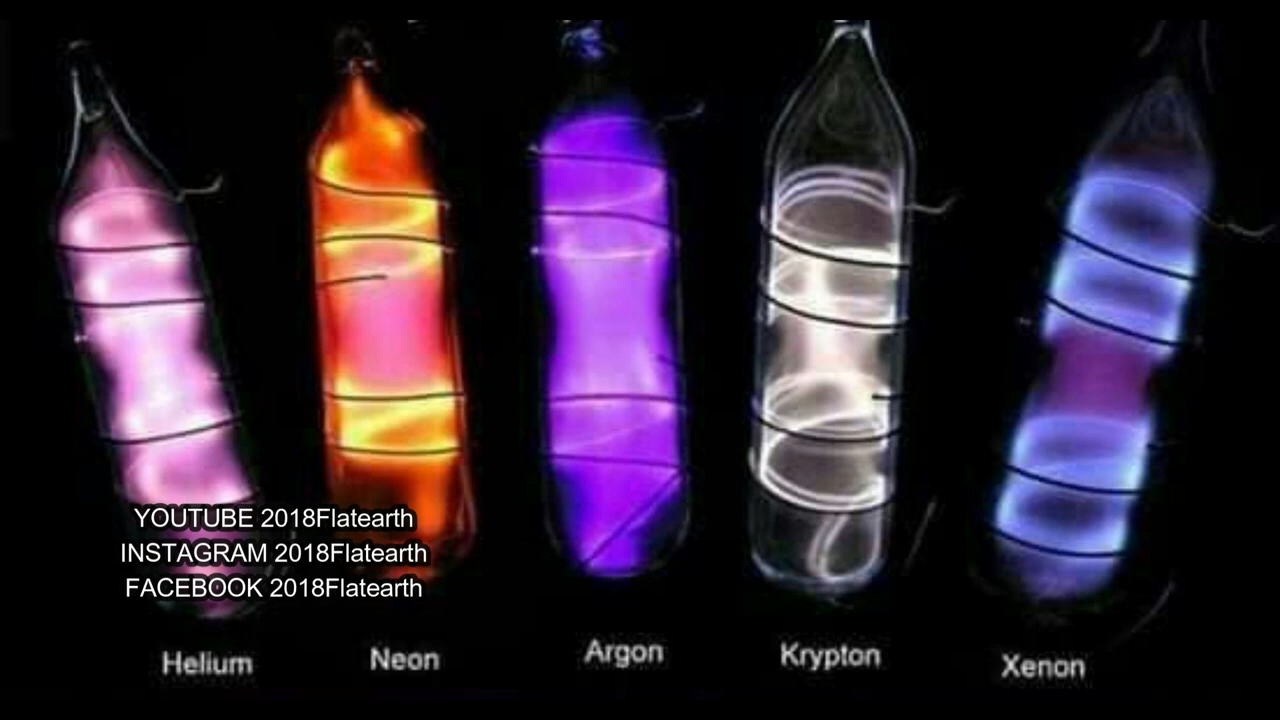 YOUTUBE 2018Flatearth
INSTAGRAM 2018Flatearth
FACEBOOK 2018Flatearth
Helium
Neon
Argon
Krypton
Xenon